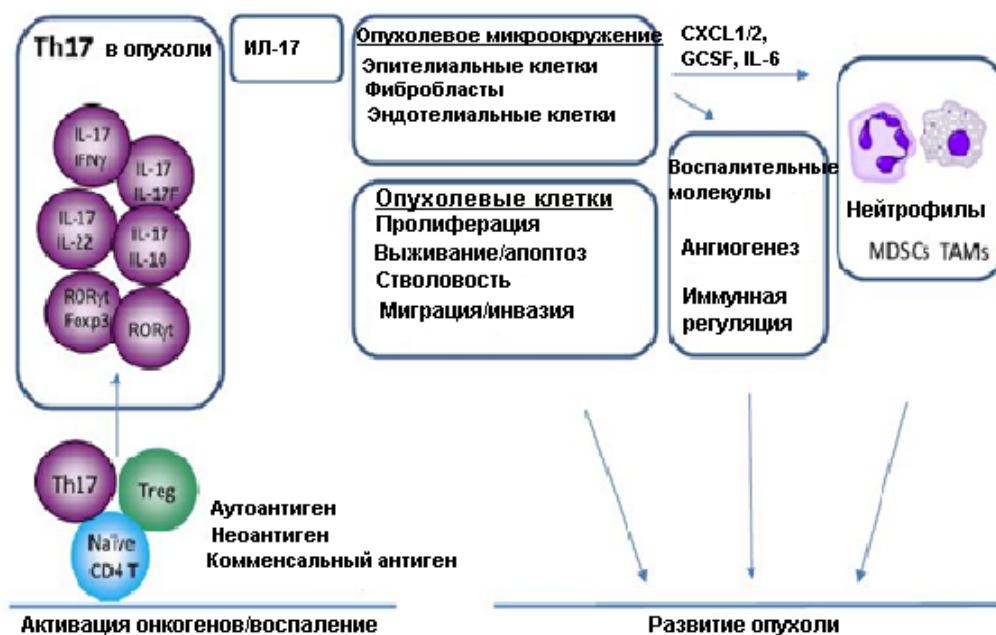 Th17 в опухоли
IL-17
IFNγ
IL-17
IL-17F
IL-17
IL-22
IL-17
IL-10
RORγt
Foxp3
RORγt
Th17
Treg
Naïve
CD4 T
Аутоантиген
Неоантиген
Комменсальный антиген
Активация онкогенов/воспаление
ИЛ-17
Опухолевое микроокружение
Эпителиальные клетки
Фибробласты
Эндотелиальные клетки
Опухолевые клетки
Пролиферация
Выживание/апоптоз
Стволовость
Миграция/инвазия
CXCL1/2,
GCSF, IL-6
Воспалительные
молекулы
Ангиогенез
Иммунная
регуляция
Нейтрофилы
MDSCs TAMs
Развитие опухоли